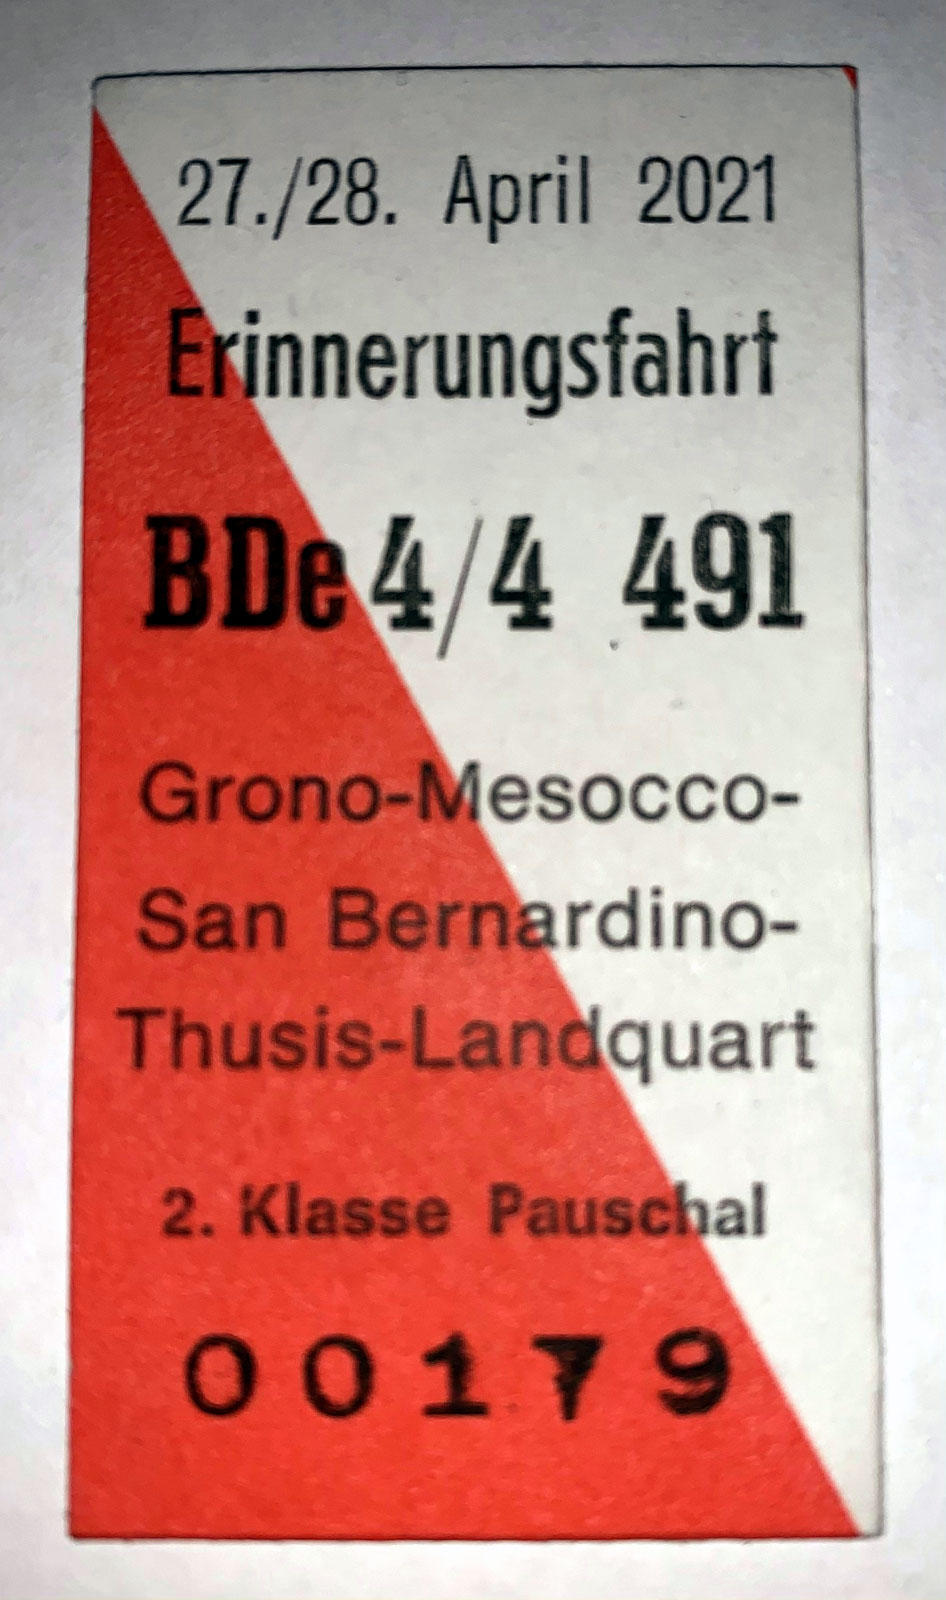 27./28. April 2021
Erinnerungsfahrt
BDe 4/4 491
Grono-Mesocco-
San Bernardino-
Thusis-Landquart
2. Klasse Pauschal
00179